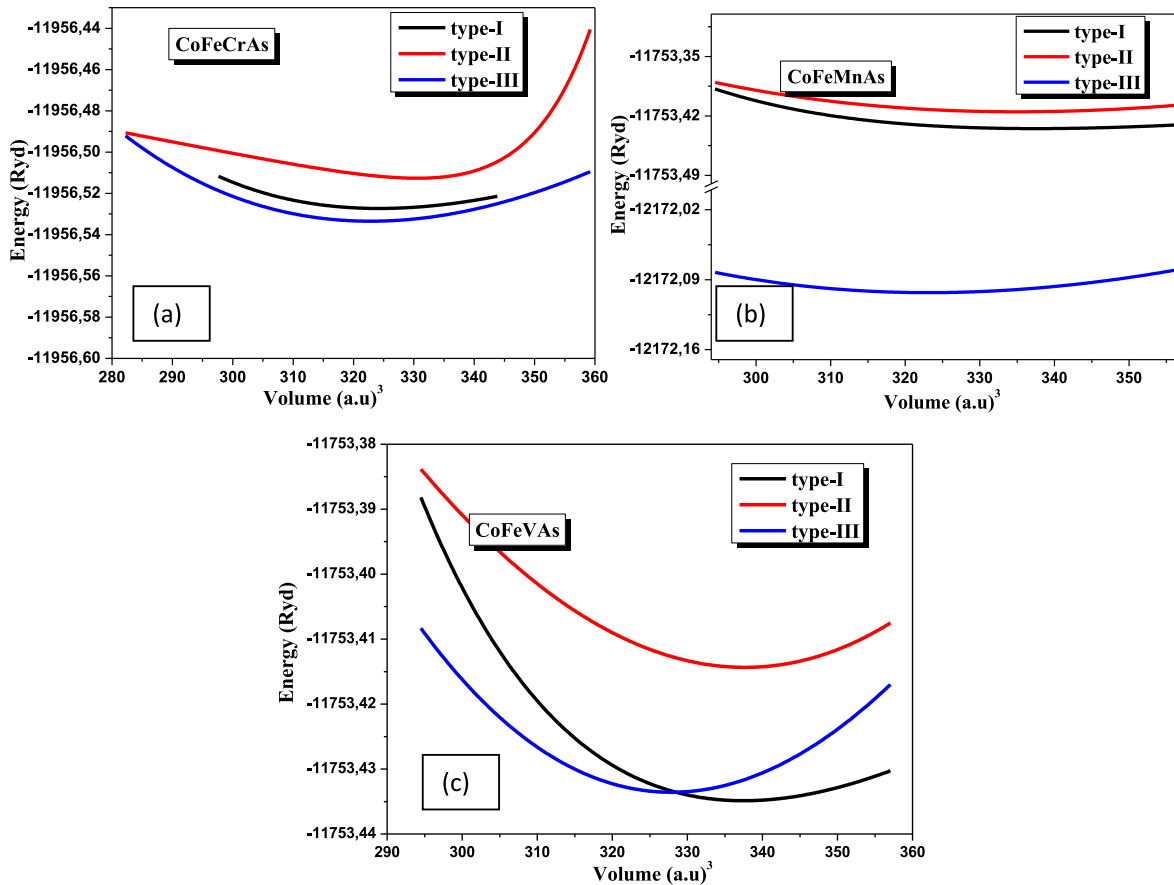 CoFeCrAs
type-I
type-II
type-III
Energy (Ryd)
-11956,44
-11956,46
-11956,48
-11956,50
-11956,52
-11956,54
-11956,56
-11956,58
-11956,60
280 290 300 310 320 330 340 350 360
Volume (a.u)³
(a)
CoFeMnAs
type-I
type-II
type-III
Energy (Ryd)
-11753,35
-11753,42
-11753,49
-12172,02
-12172,09
-12172,16
300 310 320 330 340 350
Volume (a.u)³
(b)
CoFeVAs
type-I
type-II
type-III
Energy (Ryd)
-11753,38
-11753,39
-11753,40
-11753,41
-11753,42
-11753,43
-11753,44
290 300 310 320 330 340 350 360
Volume (a.u)³
(c)